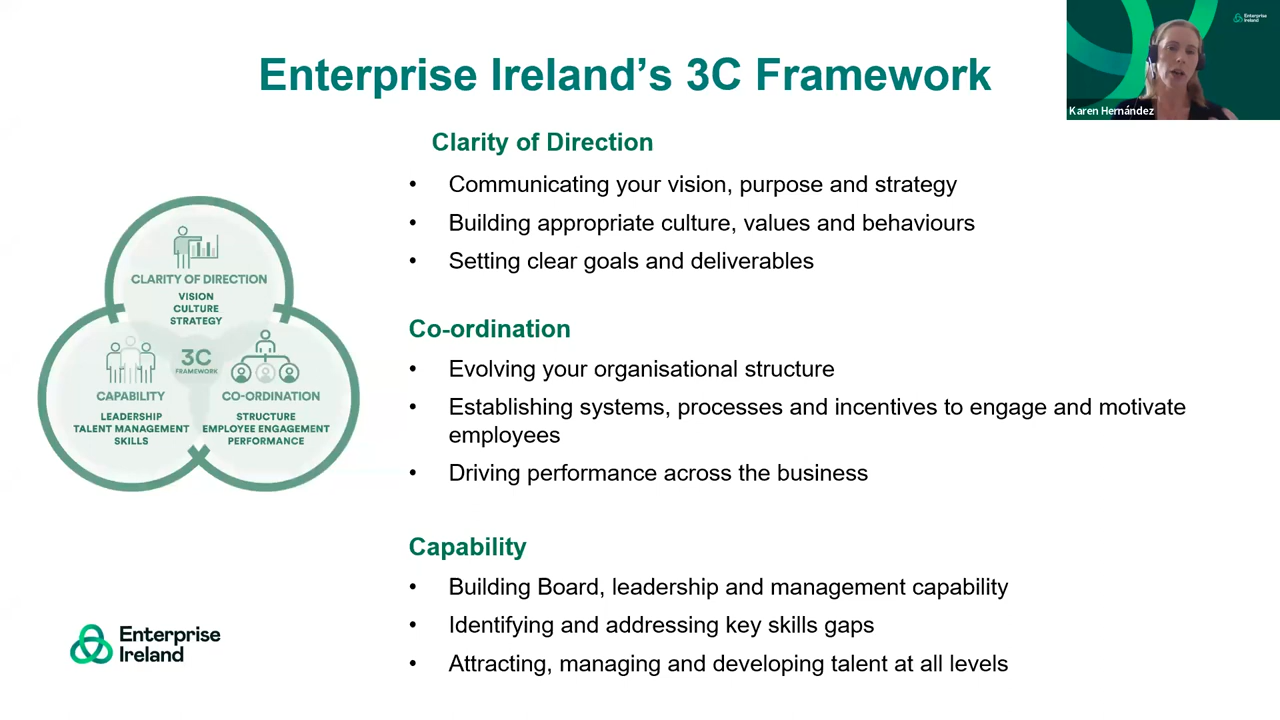 Enterprise Ireland’s 3C Framework
Enterprise
Ireland
Karen Hernández
Clarity of Direction
• Communicating your vision, purpose and strategy
• Building appropriate culture, values and behaviours
• Setting clear goals and deliverables
CLARITY OF DIRECTION
VISION
CULTURE
STRATEGY
3C
FRAMEWORK
CAPABILITY
LEADERSHIP
TALENT MANAGEMENT
SKILLS
CO-ORDINATION
STRUCTURE
EMPLOYEE ENGAGEMENT
PERFORMANCE
Co-ordination
• Evolving your organisational structure
• Establishing systems, processes and incentives to engage and motivate
employees
• Driving performance across the business
Capability
• Building Board, leadership and management capability
• Identifying and addressing key skills gaps
• Attracting, managing and developing talent at all levels
Enterprise
Ireland